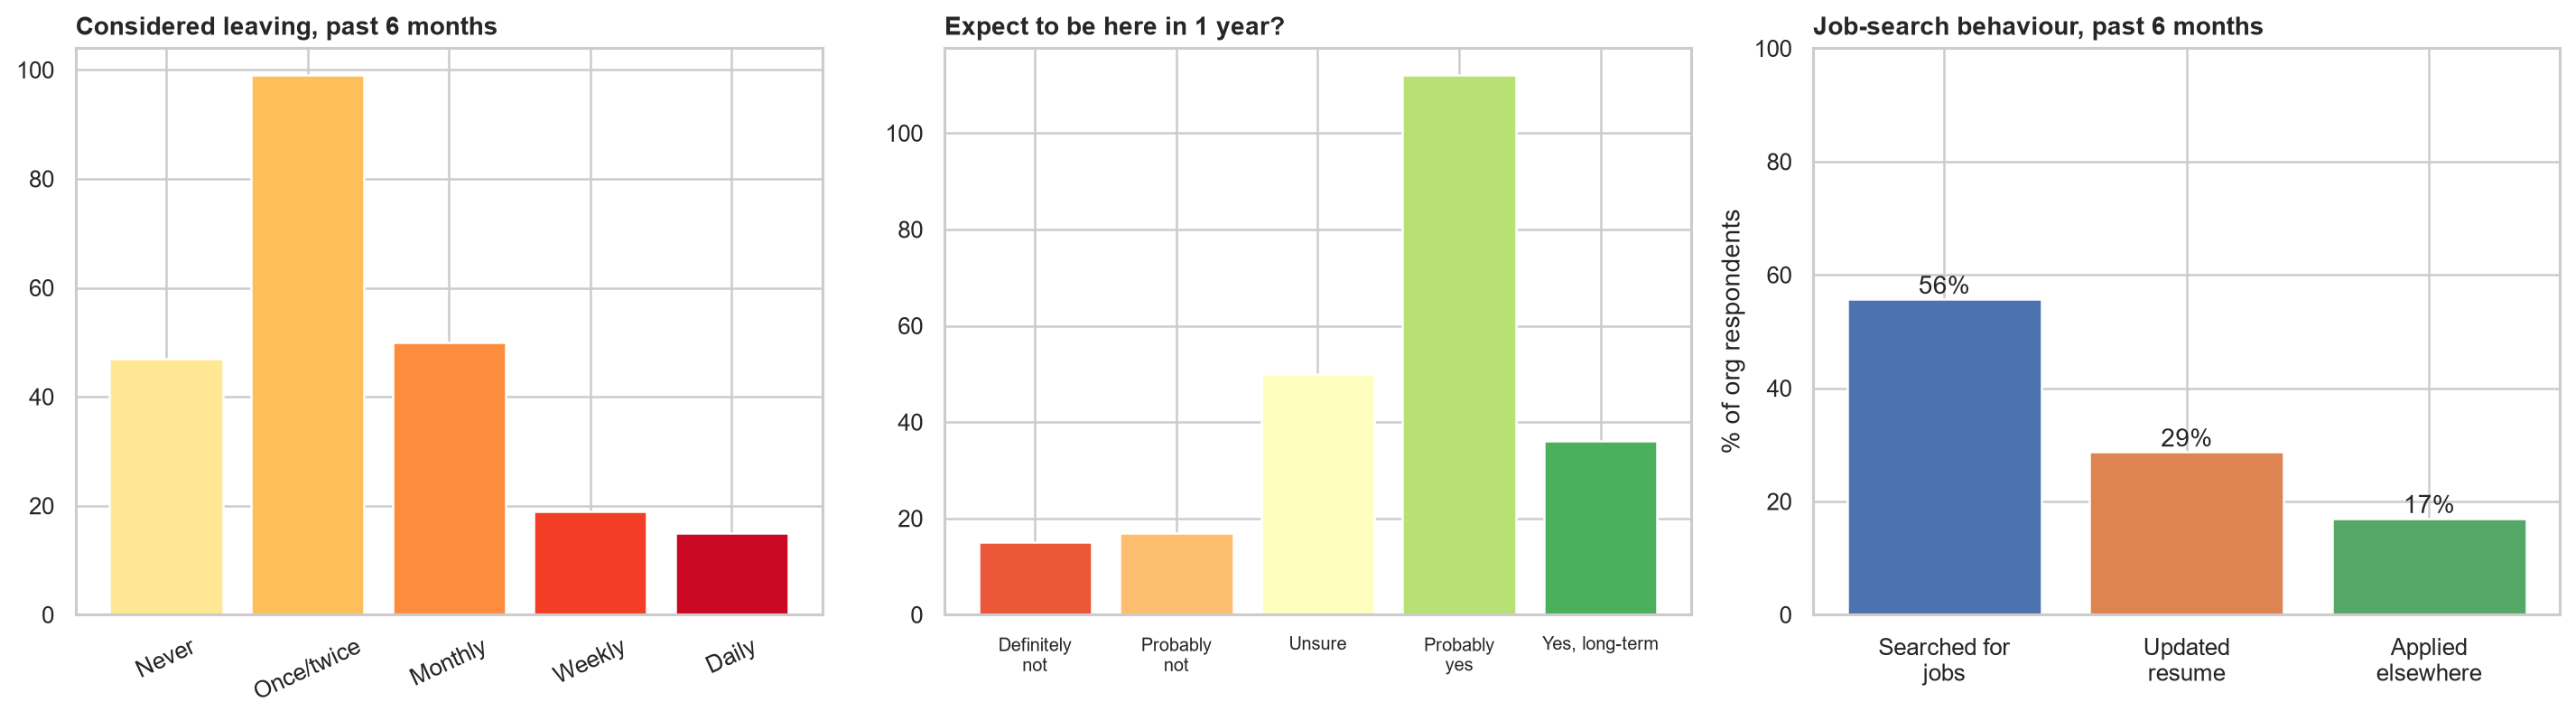 Considered leaving, past 6 months
100
80
60
40
20
0
Never
Once/twice
Monthly
Weekly
Daily
Expect to be here in 1 year?
100
80
60
40
20
0
Definitely
not
Probably
not
Unsure
Probably
yes
Yes, long-term
Job-search behaviour, past 6 months
% of org respondents
100
80
60
40
20
0
56%
29%
17%
Searched for
jobs
Updated
resume
Applied
elsewhere